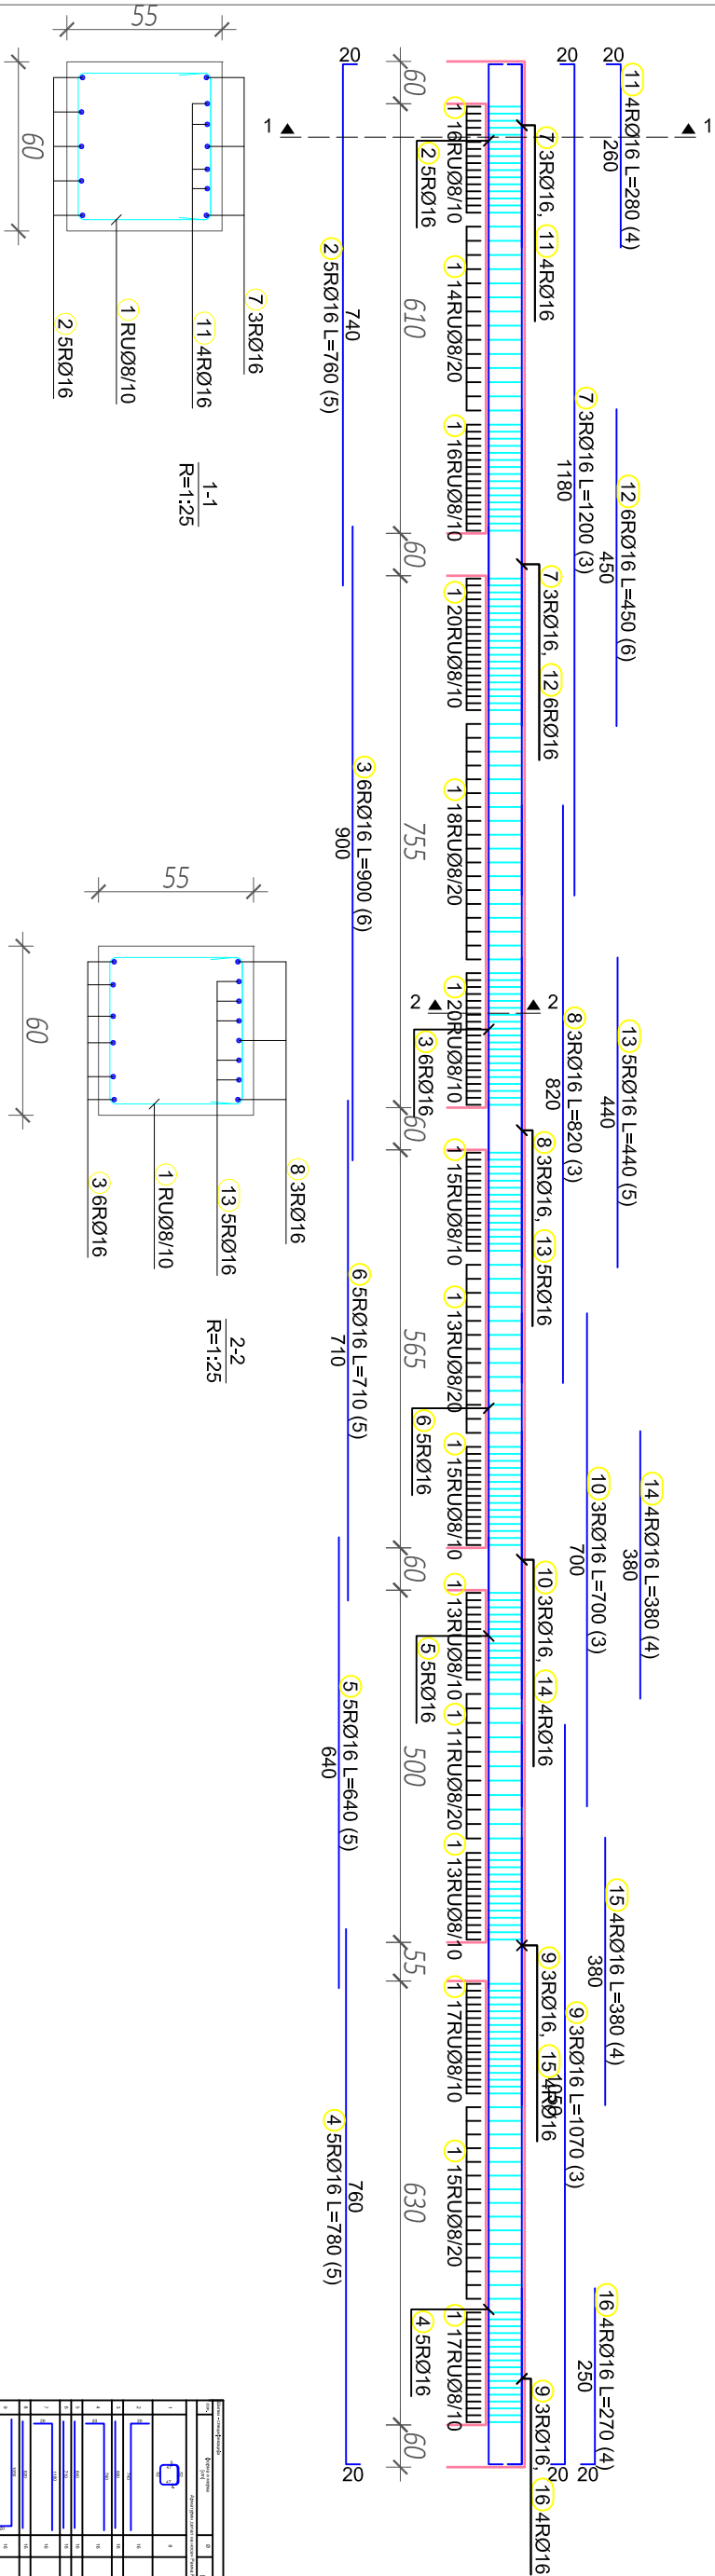 11 4RØ16 L=280 (4)
260
20
20
7 3RØ16 L=1200 (3)
1180
12 6RØ16 L=450 (6)
450
8 3RØ16 L=820 (3)
820
13 5RØ16 L=440 (5)
440
10 3RØ16 L=700 (3)
700
14 4RØ16 L=380 (4)
380
15 4RØ16 L=380 (4)
380
9 3RØ16 L=1070 (3)
1050
16 4RØ16 L=270 (4)
250
20
20
1
1
7 3RØ16, 11 4RØ16
7 3RØ16, 12 6RØ16
2
2
8 3RØ16, 13 5RØ16
10 3RØ16, 14 4RØ16
9 3RØ16, 15 4RØ16
9 3RØ16, 16 4RØ16
1 16RUØ8/10
1 14RUØ8/20
1 16RUØ8/10
1 20RUØ8/10
1 18RUØ8/20
1 20RUØ8/10
1 15RUØ8/10
1 13RUØ8/20
1 15RUØ8/10
1 13RUØ8/10
1 11RUØ8/20
1 13RUØ8/10
1 17RUØ8/10
1 15RUØ8/20
1 17RUØ8/10
2 5RØ16
3 6RØ16
6 5RØ16
5 5RØ16
4 5RØ16
60
610
60
755
60
565
60
500
55
630
60
20
740
2 5RØ16 L=760 (5)
3 6RØ16 L=900 (6)
900
6 5RØ16 L=710 (5)
710
5 5RØ16 L=640 (5)
640
760
4 5RØ16 L=780 (5)
20
1-1
R=1:25
55
60
7 3RØ16
11 4RØ16
1 RUØ8/10
2 5RØ16
2-2
R=1:25
55
60
8 3RØ16
13 5RØ16
1 RUØ8/10
3 6RØ16